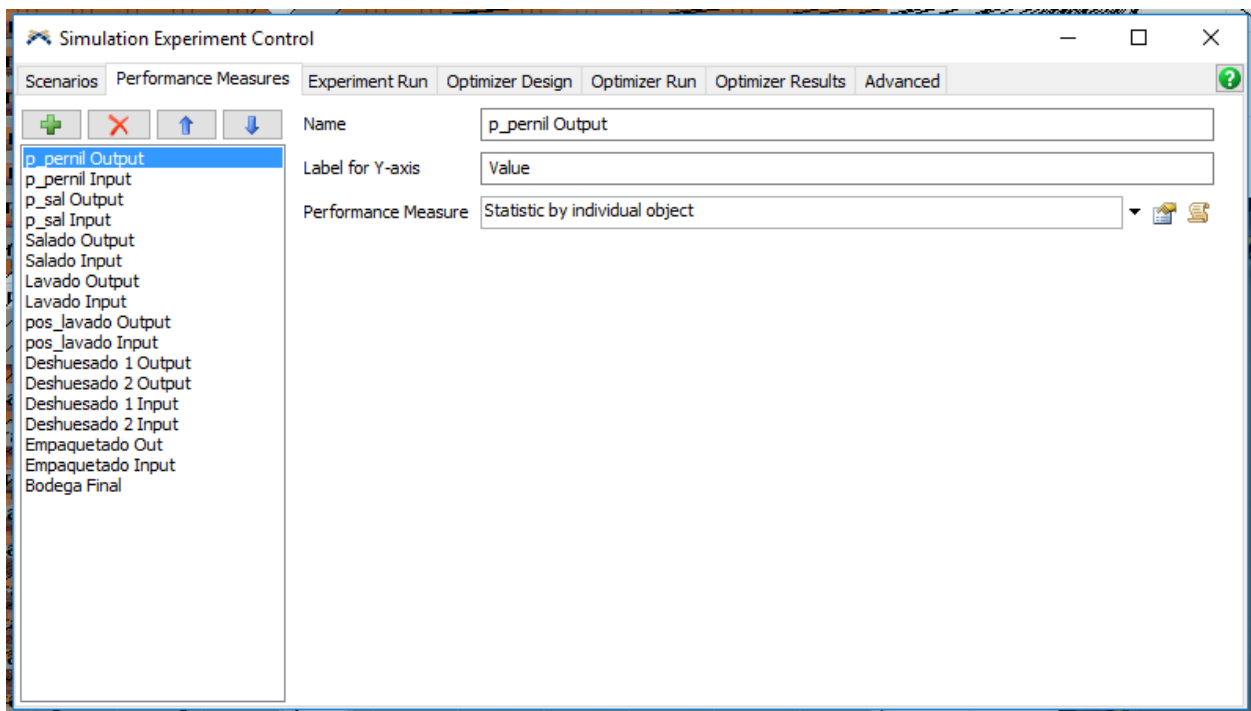 Simulation Experiment Control
Scenarios Performance Measures Experiment Run Optimizer Design Optimizer Run Optimizer Results Advanced
Name p_pernil Output
Label for Y-axis Value
Performance Measure Statistic by individual object
p_pernil Output
p_pernil Input
p_sal Output
p_sal Input
Salado Output
Salado Input
Lavado Output
Lavado Input
pos_lavado Output
pos_lavado Input
Deshuesado 1 Output
Deshuesado 2 Output
Deshuesado 1 Input
Deshuesado 2 Input
Empaquetado Out
Empaquetado Input
Bodega Final